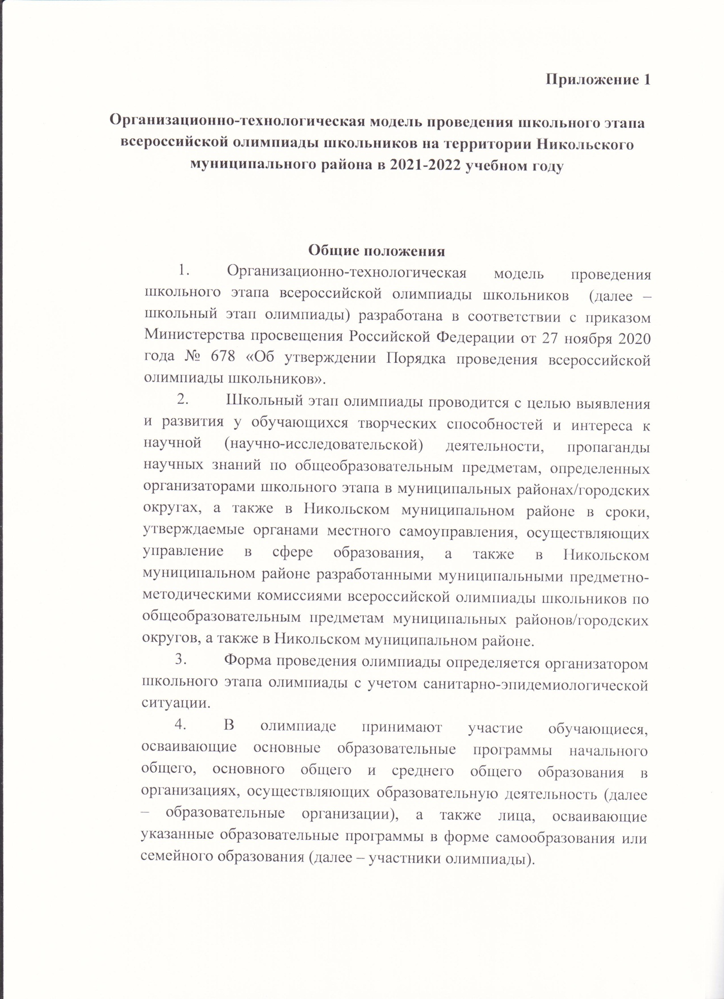 Приложение 1
Организационно-технологическая модель проведения школьного этапа
всероссийской олимпиады школьников на территории Никольского
муниципального района в 2021-2022 учебном году
Общие положения
1. Организационно-технологическая модель проведения
школьного этапа всероссийской олимпиады школьников (далее –
школьный этап олимпиады) разработана в соответствии с приказом
Министерства просвещения Российской Федерации от 27 ноября 2020
года № 678 «Об утверждении Порядка проведения всероссийской
олимпиады школьников».
2. Школьный этап олимпиады проводится с целью выявления
и развития у обучающихся творческих способностей и интереса к
научной (научно-исследовательской) деятельности, пропаганды
научных знаний по общеобразовательным предметам, определенных
организаторами школьного этапа в муниципальных районах/городских
округах, а также в Никольском муниципальном районе в сроки,
утверждаемые органами местного самоуправления, осуществляющих
управление в сфере образования, а также в Никольском
муниципальном районе разработанными муниципальными предметно-
методическими комиссиями всероссийской олимпиады школьников по
общеобразовательным предметам муниципальных районов/городских
округов, а также в Никольском муниципальном районе.
3. Форма проведения олимпиады определяется организатором
школьного этапа олимпиады с учетом санитарно-эпидемиологической
ситуации.
4. В олимпиаде принимают участие обучающиеся,
осваивающие основные образовательные программы начального
общего, основного общего и среднего общего образования в
организациях, осуществляющих образовательную деятельность (далее
– образовательные организации), а также лица, осваивающие
указанные образовательные программы в форме самообразования или
семейного образования (далее – участники олимпиады).